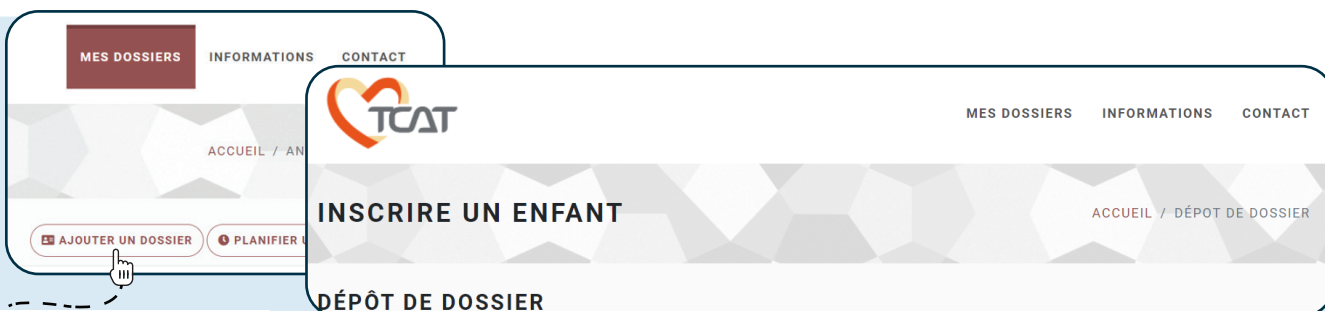 MES DOSSIERS INFORMATIONS CONTACT
ACCUEIL / AN
AJOUTER UN DOSSIER PLANIFIER
TCAT
MES DOSSIERS INFORMATIONS CONTACT
INSCRIRE UN ENFANT
ACCUEIL / DÉPOT DE DOSSIER
DÉPÔT DE DOSSIER